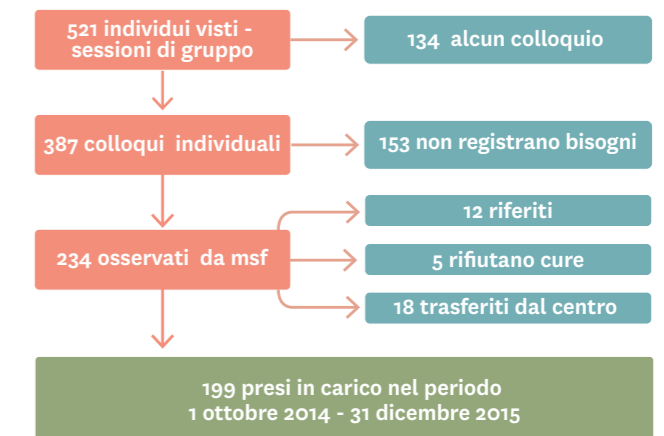 521 individui visti -
sessioni di gruppo
134 alcun colloquio
387 colloqui individuali
153 non registrano bisogni
12 riferiti
234 osservati da msf
5 rifiutano cure
18 trasferiti dal centro
199 presi in carico nel periodo
1 ottobre 2014 - 31 dicembre 2015